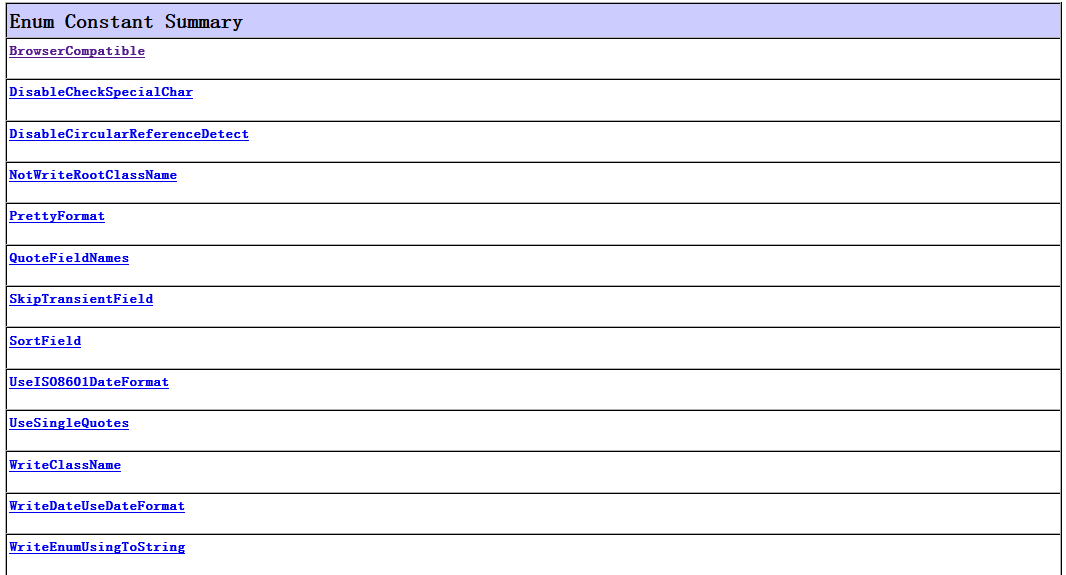 Enum Constant Summary
BrowserCompatible
DisableCheckSpecialChar
DisableCircularReferenceDetect
NotWriteRootClassName
PrettyFormat
QuoteFieldNames
SkipTransientField
SortField
UseISO8601DateFormat
UseSingleQuotes
WriteClassName
WriteDateUseDateFormat
WriteEnumUsingToString